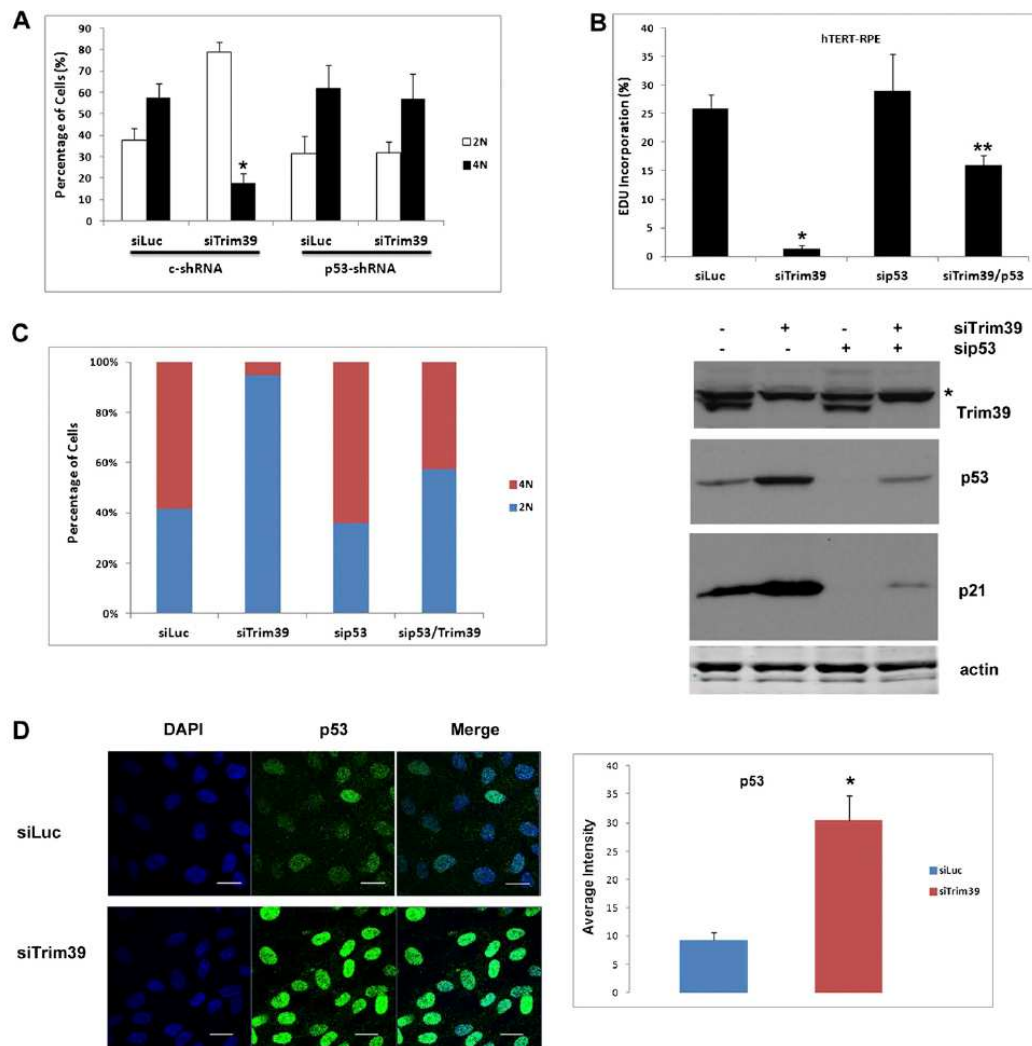 A
Percentage of Cells (%)
90
80
70
60
50
40
30
20
10
0
*
2N
4N
siLuc siTrim39 siLuc siTrim39
c-shRNA p53-shRNA
B
hTERT-RPE
EDU Incorporation (%)
40
35
30
25
20
15
10
5
0
*
**
siLuc siTrim39 sip53 siTrim39/p53
- + - + siTrim39
- - + + sip53
*
Trim39
p53
p21
actin
C
Percentage of Cells
100%
80%
60%
40%
20%
0%
4N
2N
siLuc siTrim39 sip53 sip53/Trim39
D
DAPI p53 Merge
siLuc
siTrim39
p53
*
Average Intensity
40
35
30
25
20
15
10
5
0
siLuc
siTrim39